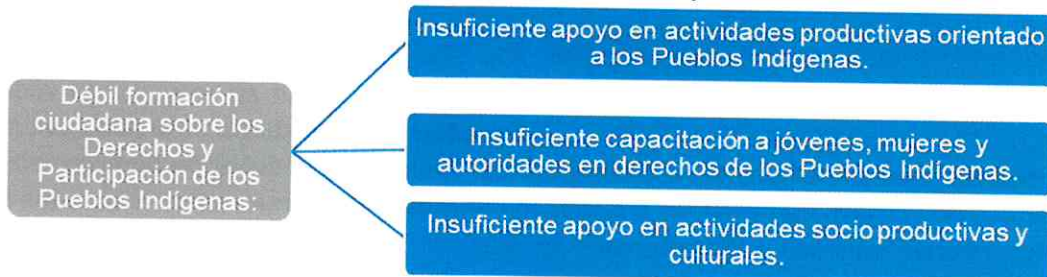 Débil formación
ciudadana sobre los
Derechos y
Participación de los
Pueblos Indígenas:
Insuficiente apoyo en actividades productivas orientado
a los Pueblos Indígenas.
Insuficiente capacitación a jóvenes, mujeres y
autoridades en derechos de los Pueblos Indígenas.
Insuficiente apoyo en actividades socio productivas y
culturales.